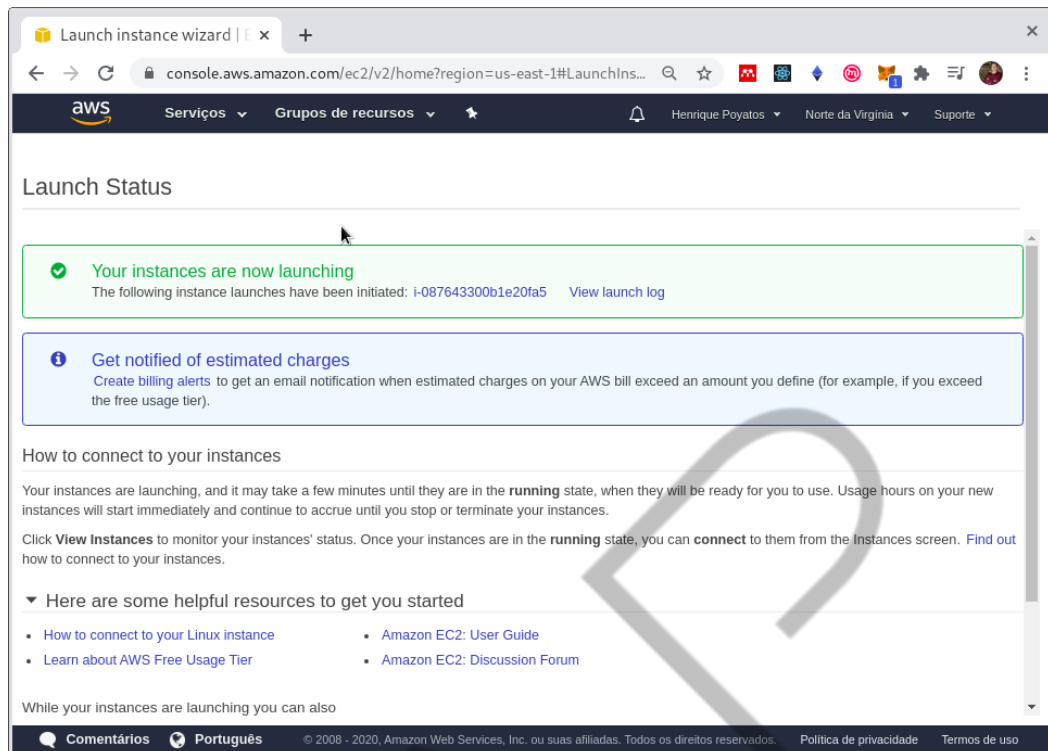 Launch instance wizard | E
console.aws.amazon.com/ec2/v2/home?region=us-east-1#LaunchIns...
1
aws
Serviços
Grupos de recursos
Henrique Poyatos
Norte da Virgínia
Suporte
Launch Status
Your instances are now launching
The following instance launches have been initiated: i-087643300b1e20fa5 View launch log
Get notified of estimated charges
Create billing alerts to get an email notification when estimated charges on your AWS bill exceed an amount you define (for example, if you exceed
the free usage tier).
How to connect to your instances
Your instances are launching, and it may take a few minutes until they are in the running state, when they will be ready for you to use. Usage hours on your new
instances will start immediately and continue to accrue until you stop or terminate your instances.
Click View Instances to monitor your instances' status. Once your instances are in the running state, you can connect to them from the Instances screen. Find out
how to connect to your instances.
Here are some helpful resources to get you started
• How to connect to your Linux instance
• Amazon EC2: User Guide
• Learn about AWS Free Usage Tier
• Amazon EC2: Discussion Forum
While your instances are launching you can also
Comentários
Português
© 2008 - 2020, Amazon Web Services, Inc. ou suas afiliadas. Todos os direitos reservados.
Política de privacidade
Termos de uso